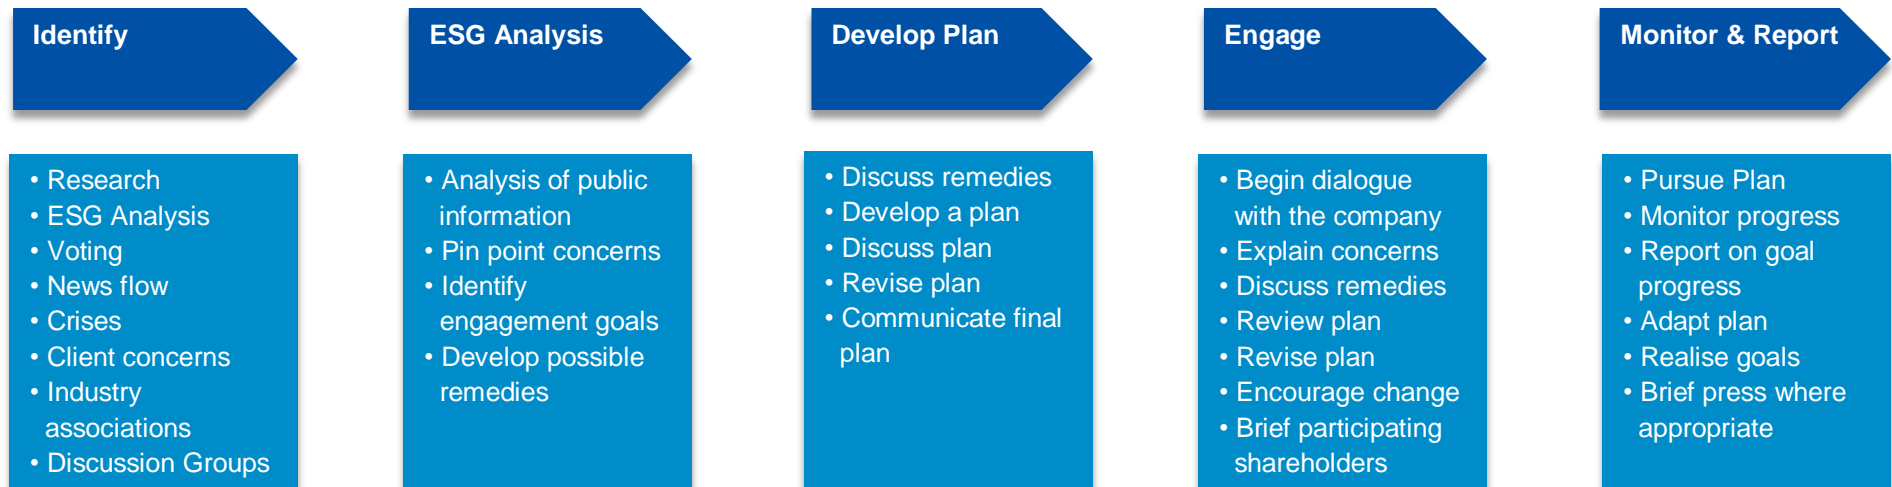 Identify
• Research
• ESG Analysis
• Voting
• News flow
• Crises
• Client concerns
• Industry
associations
• Discussion Groups
ESG Analysis
• Analysis of public
information
• Pin point concerns
• Identify
engagement goals
• Develop possible
remedies
Develop Plan
• Discuss remedies
• Develop a plan
• Discuss plan
• Revise plan
• Communicate final
plan
Engage
• Begin dialogue
with the company
• Explain concerns
• Discuss remedies
• Review plan
• Revise plan
• Encourage change
• Brief participating
shareholders
Monitor & Report
• Pursue Plan
• Monitor progress
• Report on goal
progress
• Adapt plan
• Realise goals
• Brief press where
appropriate